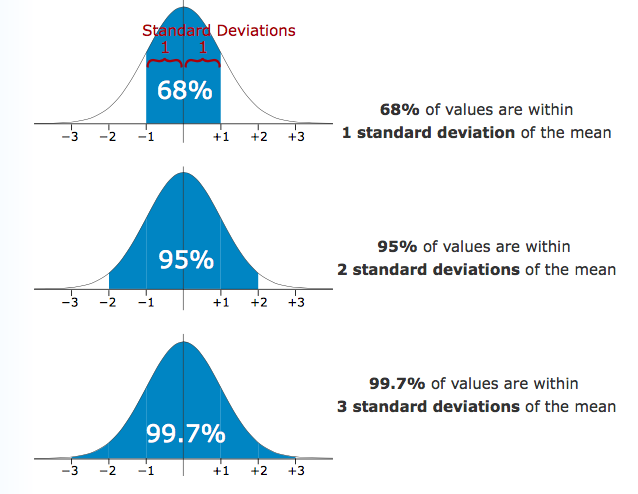 Standard Deviations
1 1
68%
−3 −2 −1 +1 +2 +3
68% of values are within
1 standard deviation of the mean
95%
−3 −2 −1 +1 +2 +3
95% of values are within
2 standard deviations of the mean
99.7%
−3 −2 −1 +1 +2 +3
99.7% of values are within
3 standard deviations of the mean